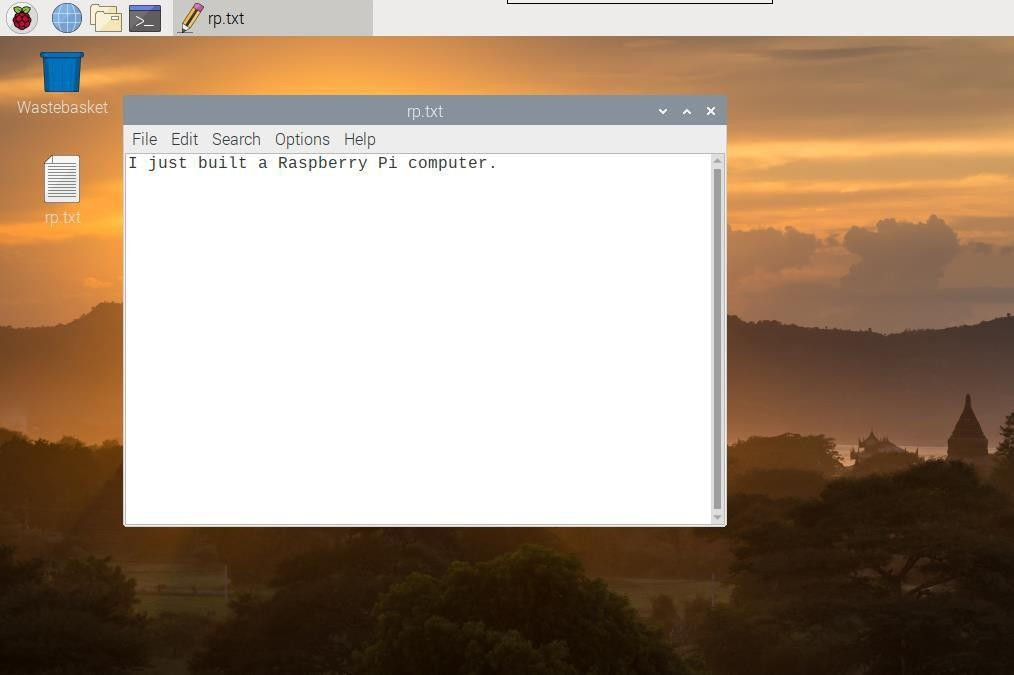 rp.txt
Wastebasket
rp.txt
File Edit Search Options Help
I just built a Raspberry Pi computer.
rp.txt